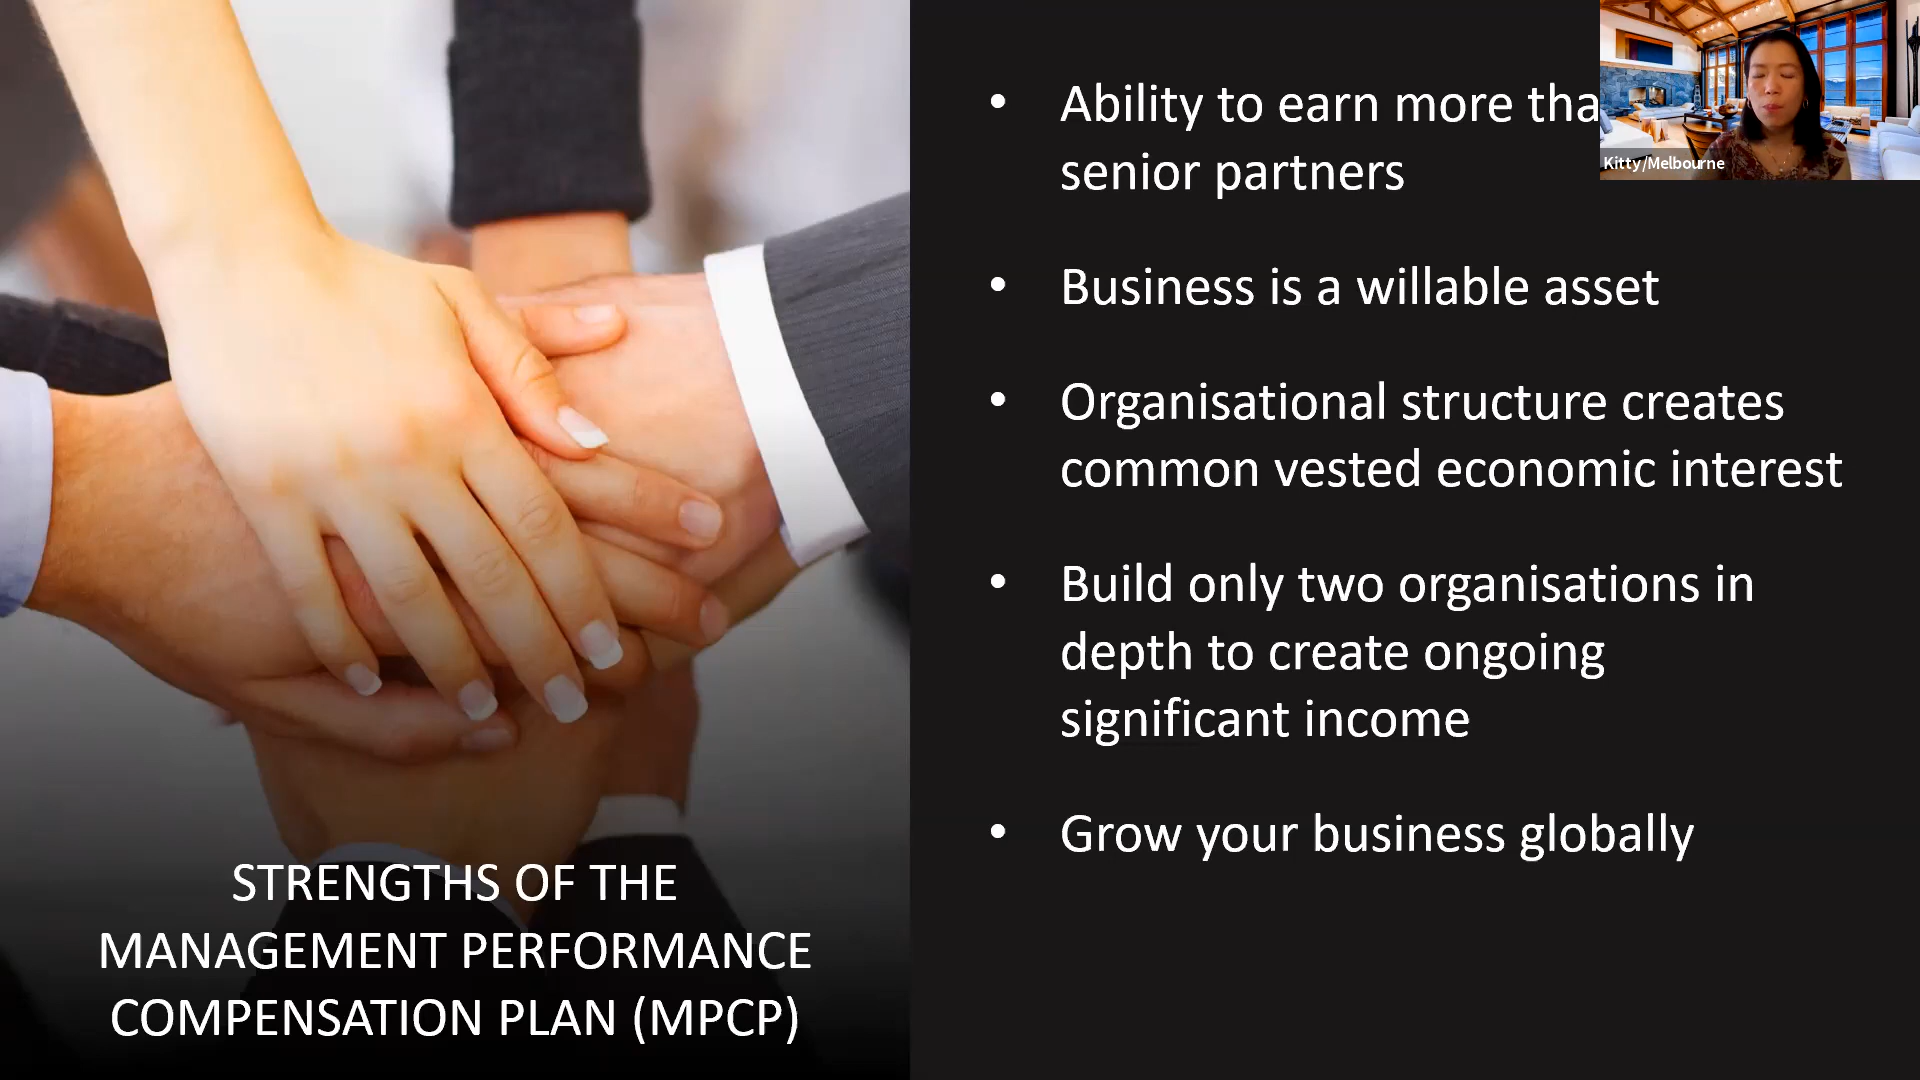 • Ability to earn more tha
senior partners
• Business is a willable asset
• Organisational structure creates
common vested economic interest
• Build only two organisations in
depth to create ongoing
significant income
• Grow your business globally
STRENGTHS OF THE
MANAGEMENT PERFORMANCE
COMPENSATION PLAN (MPCP)
Kitty/Melbourne